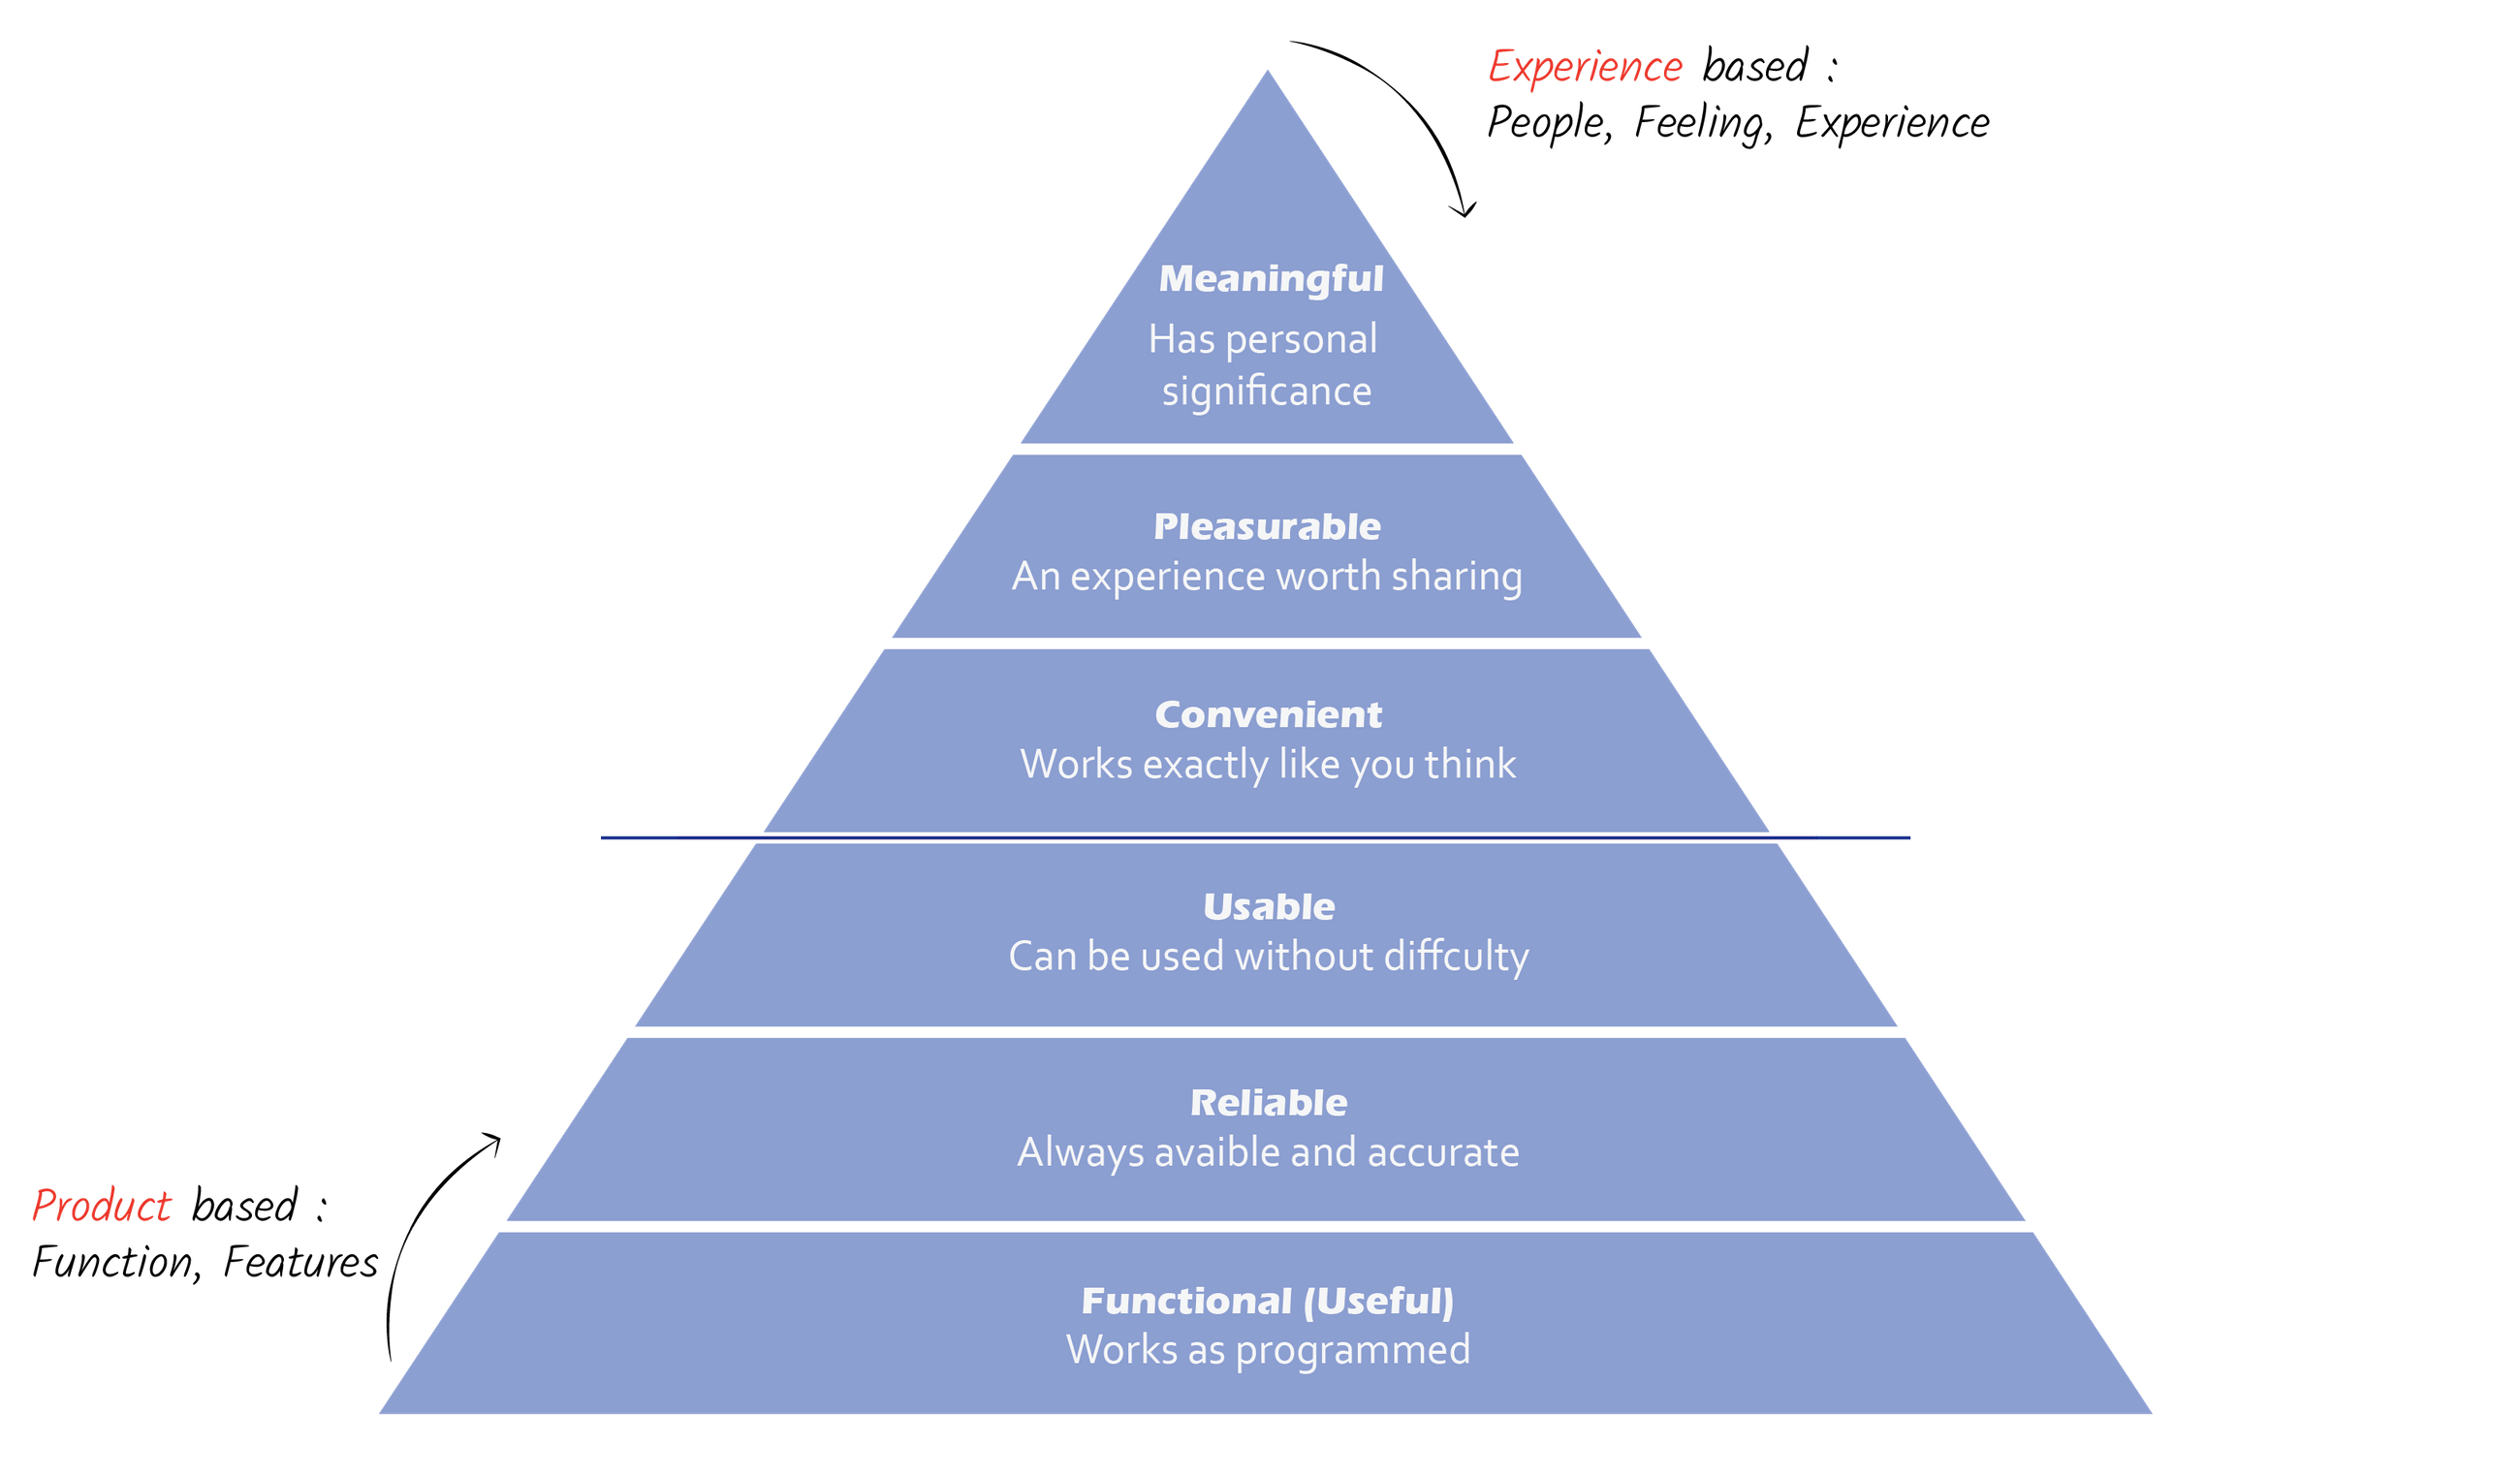 Experience based :
People, Feeling, Experience
Meaningful
Has personal
significance
Pleasurable
An experience worth sharing
Convenient
Works exactly like you think
Usable
Can be used without diffculty
Reliable
Always avaible and accurate
Product based :
Function, Features
Functional (Useful)
Works as programmed